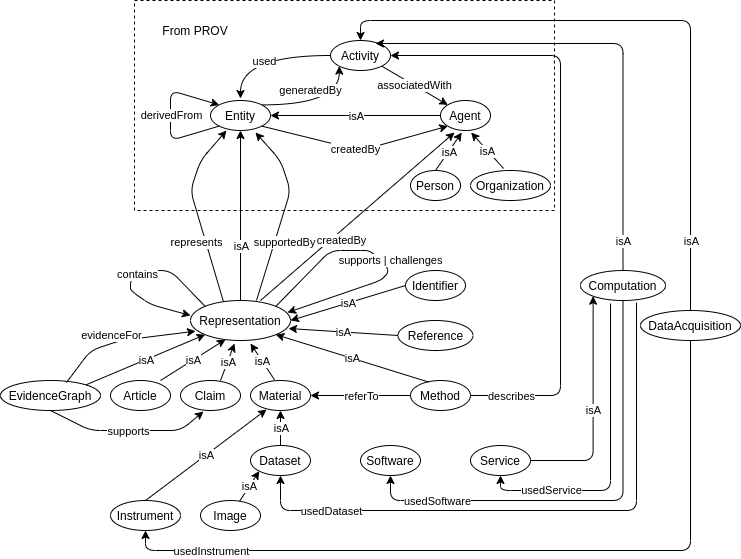 From PROV
Activity
used
generatedBy
associatedWith
derivedFrom
Entity
isA
Agent
createdBy
isA
isA
Person
Organization
represents
isA
supportedBy
createdBy
isA
isA
supports | challenges
contains
isA
Identifier
Computation
Representation
DataAcquisition
evidenceFor
isA
Reference
isA
isA
isA
isA
isA
EvidenceGraph
Article
Claim
Material
referTo
Method
describes
isA
supports
isA
isA
Dataset
Software
Service
isA
usedService
usedSoftware
usedDataset
Instrument
Image
usedInstrument